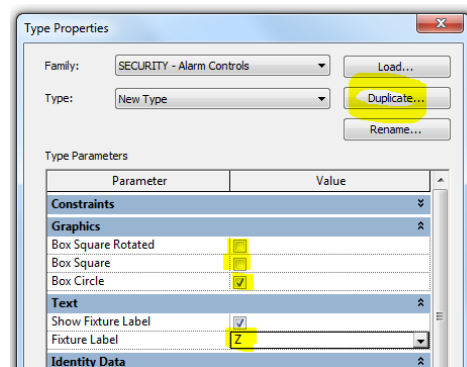 Type Properties
Family: SECURITY - Alarm Controls Load...
Type: New Type Duplicate...
Rename...
Type Parameters
Parameter Value
Constraints
Graphics
Box Square Rotated
Box Square
Box Circle
Text
Show Fixture Label
Fixture Label Z
Identity Data